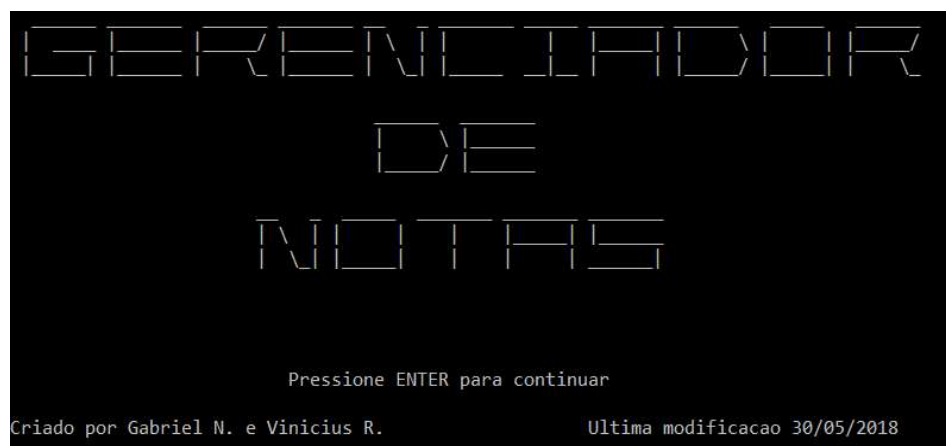 GERENCIADOR
DE
NOTAS
Pressione ENTER para continuar
Criado por Gabriel N. e Vinicius R. Ultima modificacao 30/05/2018